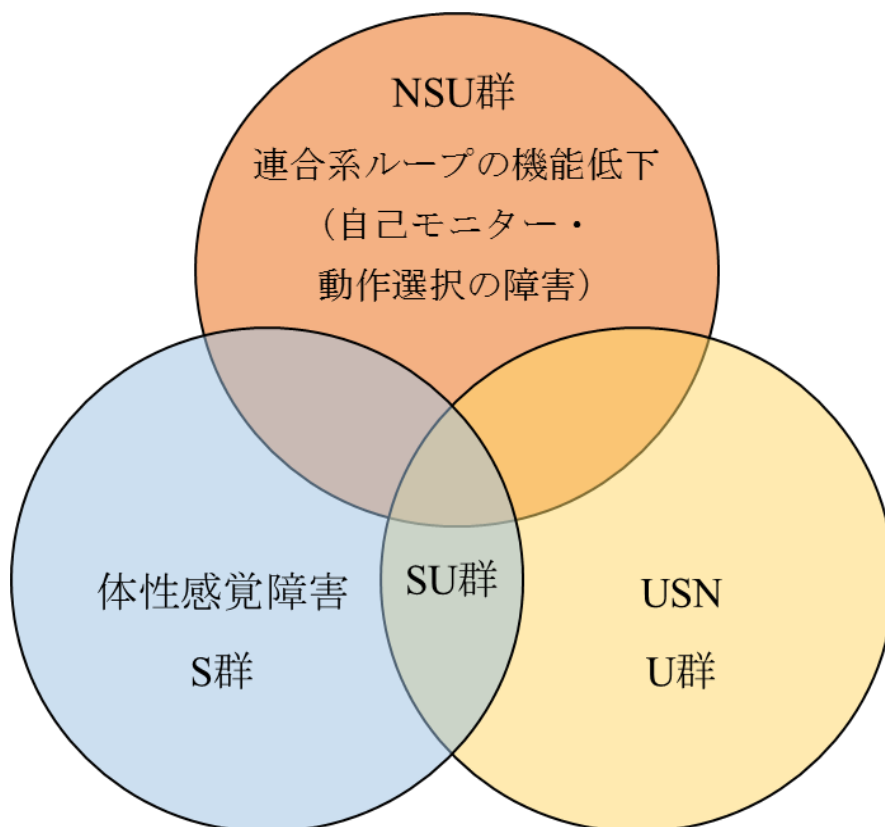 NSU群
連合系ループの機能低下
（自己モニター・
動作選択の障害）
体性感覚障害
S群
SU群
USN
U群